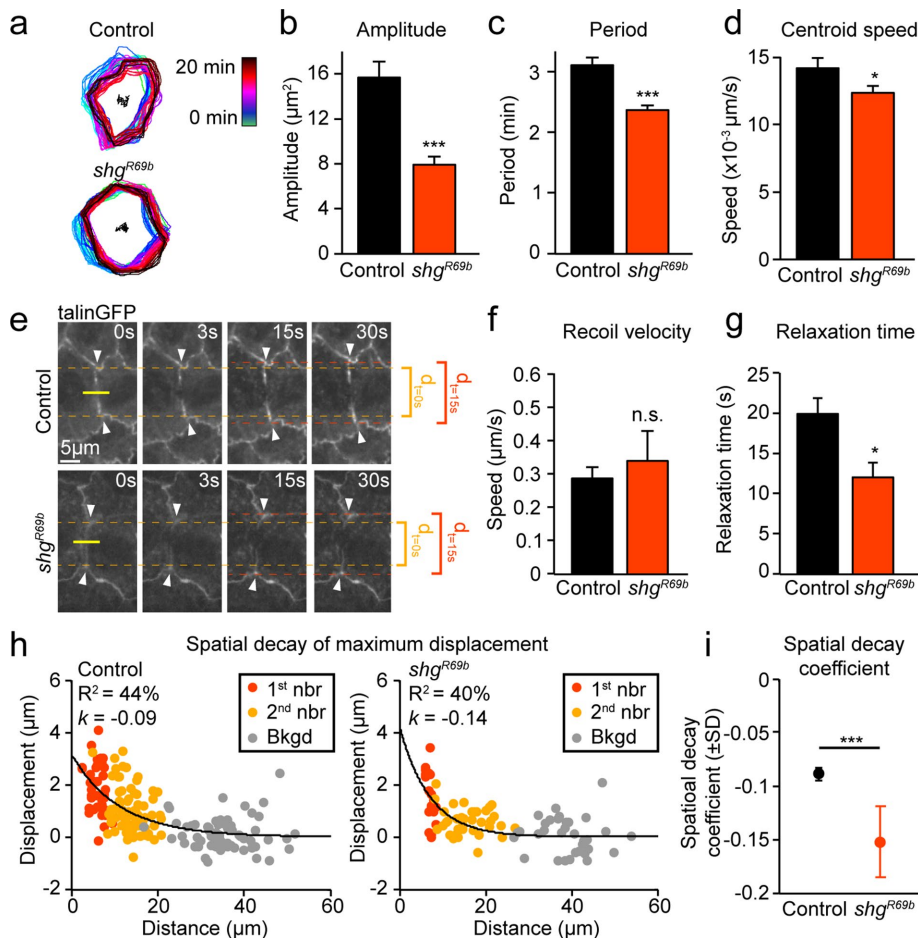 a
Control
20 min
0 min
shgR69b
b
Amplitude
Amplitude (µm²)
16
12
8
4
0
***
Control shgR69b
c
Period
Period (min)
3
2
1
0
***
Control shgR69b
d
Centroid speed
Speed (x10-3 µm/s)
15
10
5
0
*
Control shgR69b
e
talinGFP
0s 3s 15s 30s
Control
5µm
dt=0s
dt=15s
0s 3s 15s 30s
shgR69b
dt=0s
dt=15s
f
Recoil velocity
Speed (µm/s)
0.6
0.5
0.4
0.3
0.2
0.1
0
n.s.
Control shgR69b
g
Relaxation time
Relaxation time (s)
25
20
15
10
5
0
*
Control shgR69b
h
Spatial decay of maximum displacement
Control
R² = 44%
k = -0.09
1st nbr
2nd nbr
Bkgd
Displacement (µm)
6
4
2
0
-2
0 20 40 60
Distance (µm)
shgR69b
R² = 40%
k = -0.14
1st nbr
2nd nbr
Bkgd
Displacement (µm)
6
4
2
0
-2
0 20 40 60
Distance (µm)
i
Spatial decay
coefficient
Spatioal decay
coefficient (±SD)
0
-0.05
-0.1
-0.15
-0.2
***
Control shgR69b